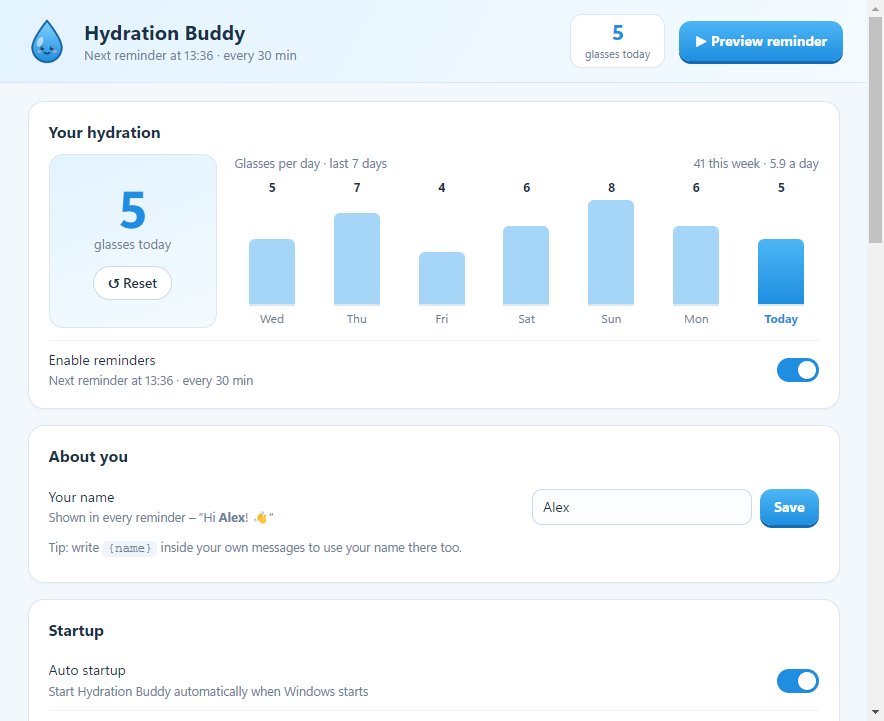 Hydration Buddy
Next reminder at 13:36 · every 30 min
5
glasses today
▶ Preview reminder
Your hydration
5
glasses today
↺ Reset
Glasses per day · last 7 days
41 this week · 5.9 a day
5 7 4 6 8 6 5
Wed Thu Fri Sat Sun Mon Today
Enable reminders
Next reminder at 13:36 · every 30 min
About you
Your name
Shown in every reminder – “Hi Alex! 👋”
Alex
Save
Tip: write {name} inside your own messages to use your name there too.
Startup
Auto startup
Start Hydration Buddy automatically when Windows starts